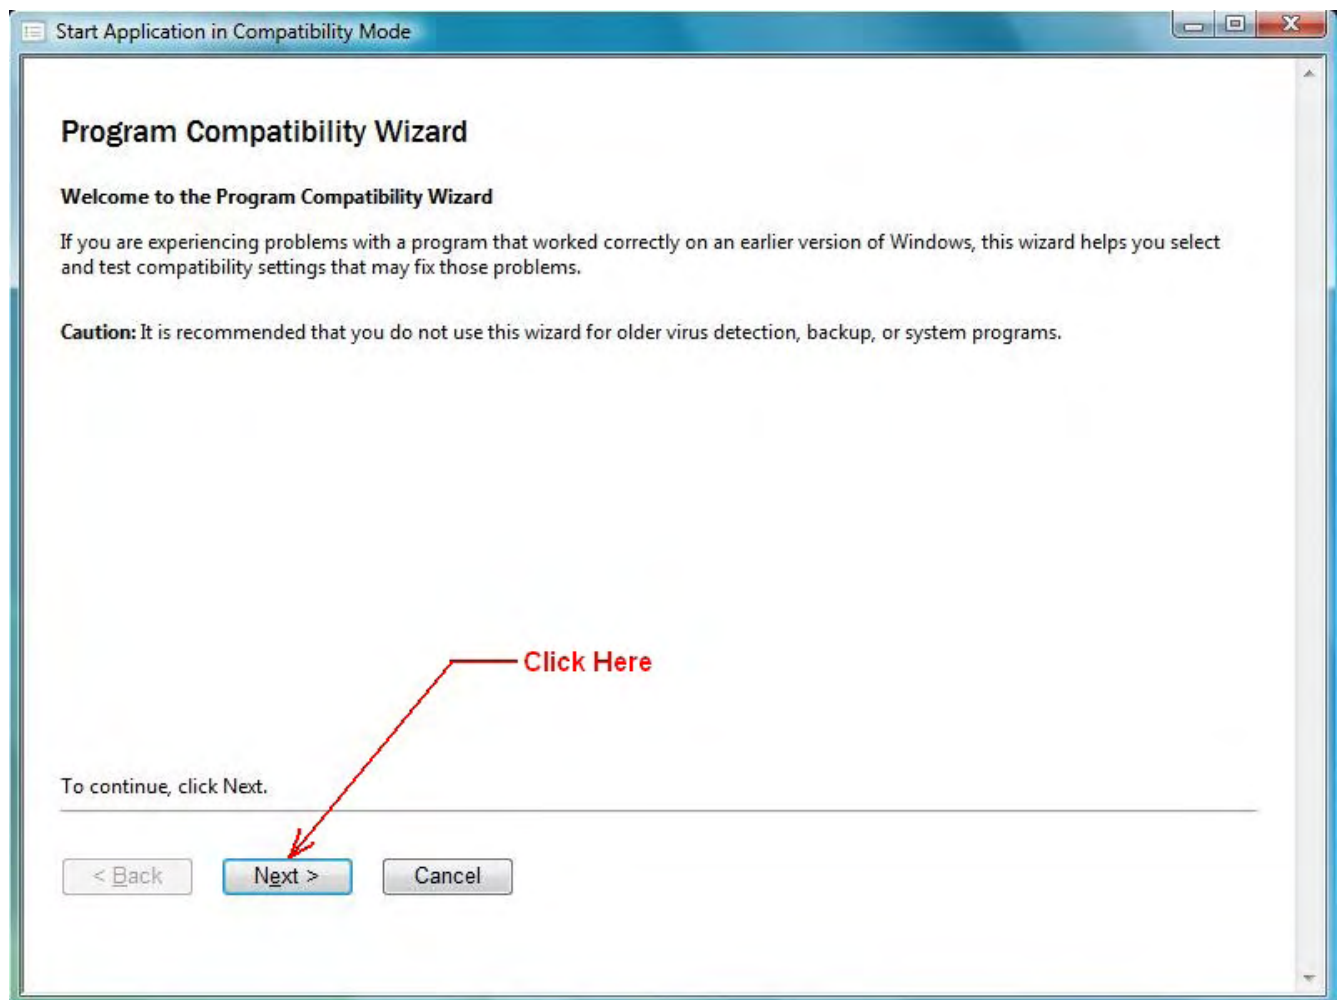 Start Application in Compatibility Mode
Program Compatibility Wizard
Welcome to the Program Compatibility Wizard
If you are experiencing problems with a program that worked correctly on an earlier version of Windows, this wizard helps you select
and test compatibility settings that may fix those problems.
Caution: It is recommended that you do not use this wizard for older virus detection, backup, or system programs.
Click Here
To continue, click Next.
< Back Next > Cancel